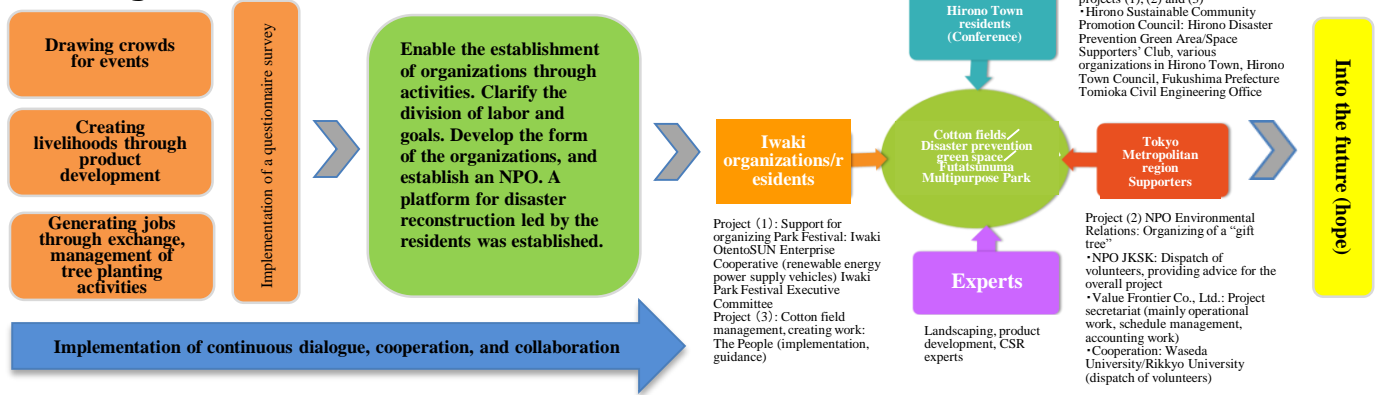 Drawing crowds
for events
Creating
livelihoods through
product
development
Generating jobs
through exchange,
management of
tree planting
activities
Implementation of a questionnaire survey
Enable the establishment
of organizations through
activities. Clarify the
division of labor and
goals. Develop the form
of the organizations, and
establish an NPO. A
platform for disaster
reconstruction led by the
residents was established.
Implementation of continuous dialogue, cooperation, and collaboration
Iwaki
organizations/r
esidents
Project (1): Support for
organizing Park Festival: Iwaki
OtentoSUN Enterprise
Cooperative (renewable energy
power supply vehicles) Iwaki
Park Festival Executive
Committee
Project (3): Cotton field
management, creating work:
The People (implementation,
guidance)
Hirono Town
residents
(Conference)
Cotton fields/
Disaster prevention
green space/
Futatsunuma
Multipurpose Park
Experts
Landscaping, product
development, CSR
experts
projects (1), (2) and (3)
・Hirono Sustainable Community
Promotion Council: Hirono Disaster
Prevention Green Area/Space
Supporters' Club, various
organizations in Hirono Town, Hirono
Town Council, Fukushima Prefecture
Tomioka Civil Engineering Office
Tokyo
Metropolitan
region
Supporters
Project (2) NPO Environmental
Relations: Organizing of a "gift
tree"
・NPO JKSK: Dispatch of
volunteers, providing advice for the
overall project
・Value Frontier Co., Ltd.: Project
secretariat (mainly operational
work, schedule management,
accounting work)
・Cooperation: Waseda
University/Rikkyo University
(dispatch of volunteers)
Into the future (hope)